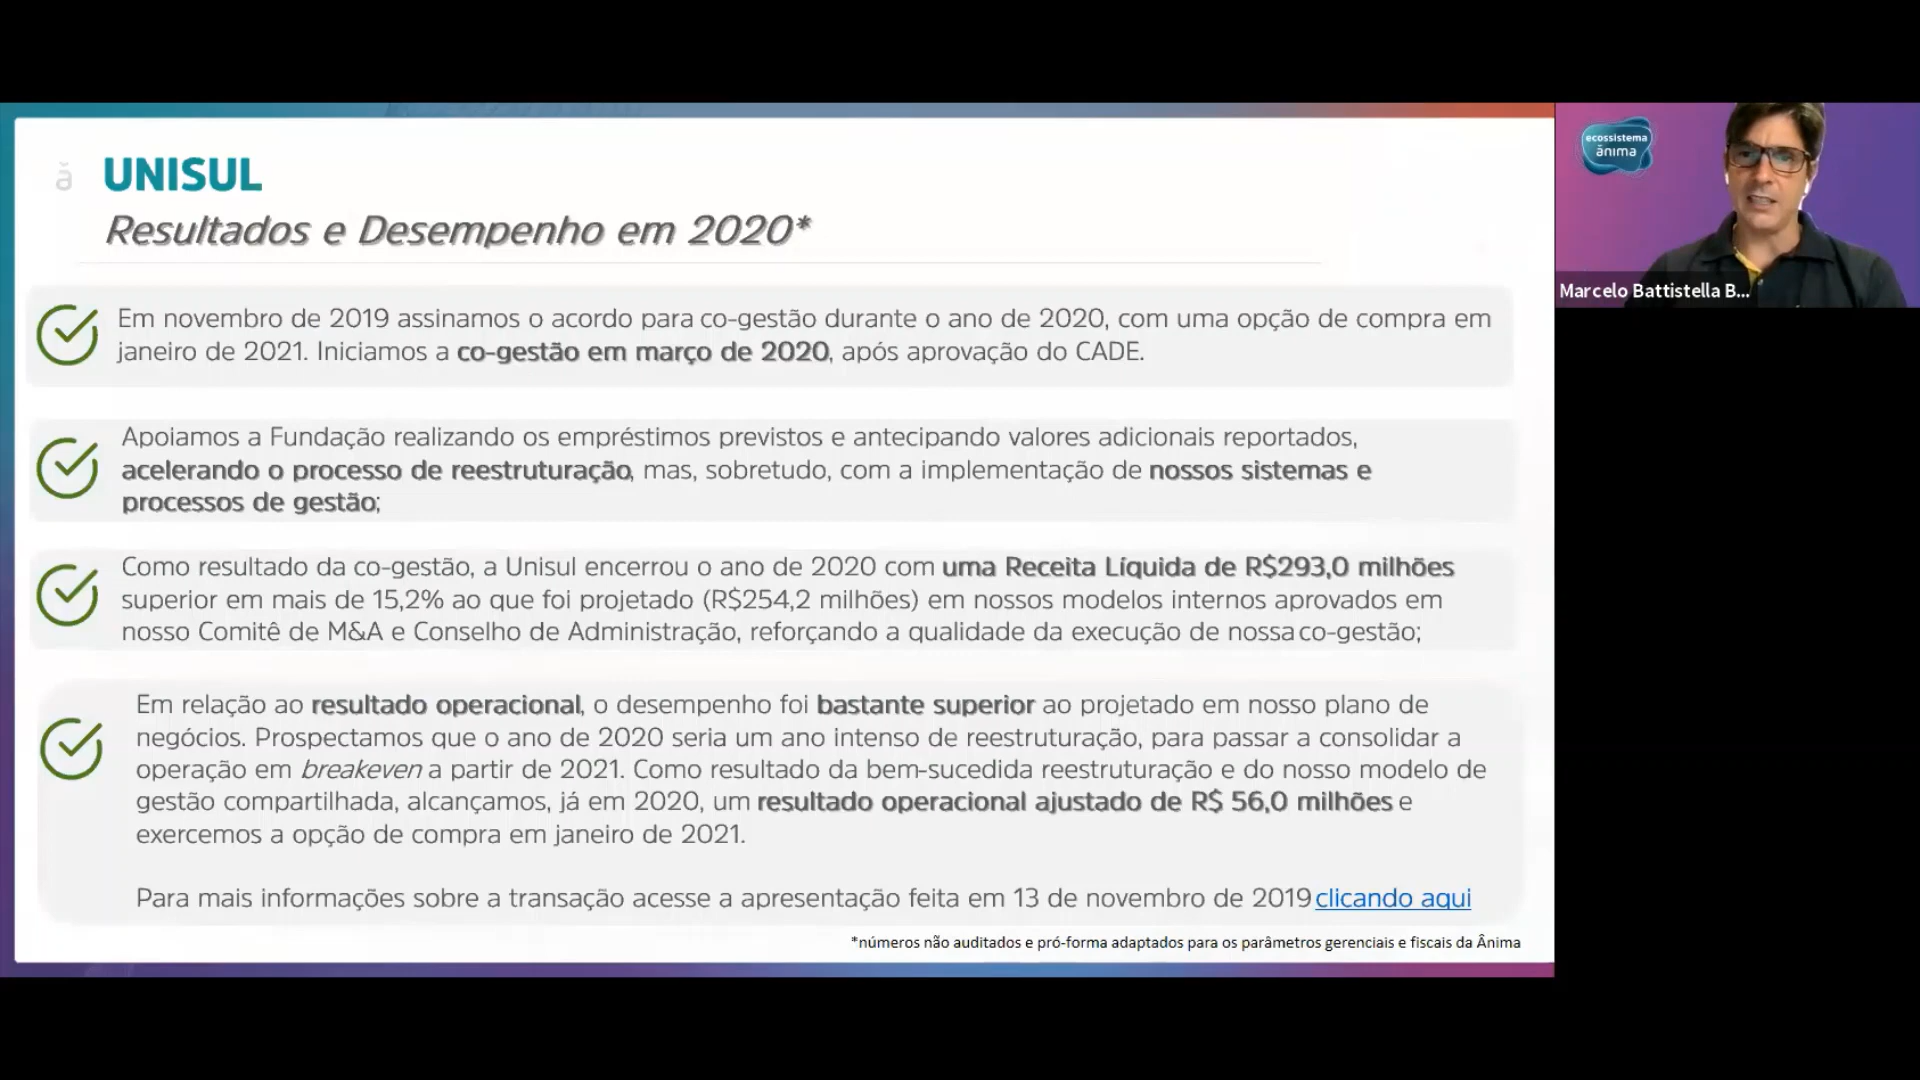 ă UNISUL
Resultados e Desempenho em 2020*
Em novembro de 2019 assinamos o acordo para co-gestão durante o ano de 2020, com uma opção de compra em
janeiro de 2021. Iniciamos a co-gestão em março de 2020, após aprovação do CADE.
Apoiamos a Fundação realizando os empréstimos previstos e antecipando valores adicionais reportados,
acelerando o processo de reestruturação, mas, sobretudo, com a implementação de nossos sistemas e
processos de gestão;
Como resultado da co-gestão, a Unisul encerrou o ano de 2020 com uma Receita Líquida de R$293,0 milhões
superior em mais de 15,2% ao que foi projetado (R$254,2 milhões) em nossos modelos internos aprovados em
nosso Comitê de M&A e Conselho de Administração, reforçando a qualidade da execução de nossa co-gestão;
Em relação ao resultado operacional, o desempenho foi bastante superior ao projetado em nosso plano de
negócios. Prospectamos que o ano de 2020 seria um ano intenso de reestruturação, para passar a consolidar a
operação em breakeven a partir de 2021. Como resultado da bem-sucedida reestruturação e do nosso modelo de
gestão compartilhada, alcançamos, já em 2020, um resultado operacional ajustado de R$ 56,0 milhões e
exercemos a opção de compra em janeiro de 2021.
Para mais informações sobre a transação acesse a apresentação feita em 13 de novembro de 2019 clicando aqui
*números não auditados e pró-forma adaptados para os parâmetros gerenciais e fiscais da Ânima
ecossistema
ănima
Marcelo Battistella B...